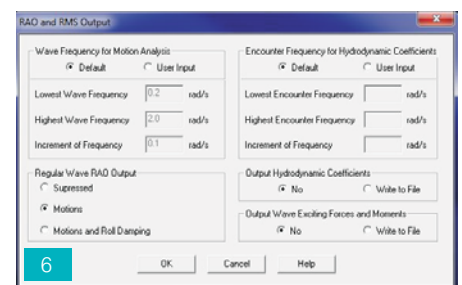 RAO and RMS Output
Wave Frequency for Motion Analysis
Default User Input
Lowest Wave Frequency 0.2 rad/s
Highest Wave Frequency 2.0 rad/s
Increment of Frequency 0.1 rad/s
Encounter Frequency for Hydrodynamic Coefficients
Default User Input
Lowest Encounter Frequency rad/s
Highest Encounter Frequency rad/s
Increment of Frequency rad/s
Regular Wave RAO Output
Supressed
Motions
Motions and Roll Damping
Output Hydrodynamic Coefficients
No Write to File
Output Wave Exciting Forces and Moments
No Write to File
6
OK Cancel Help